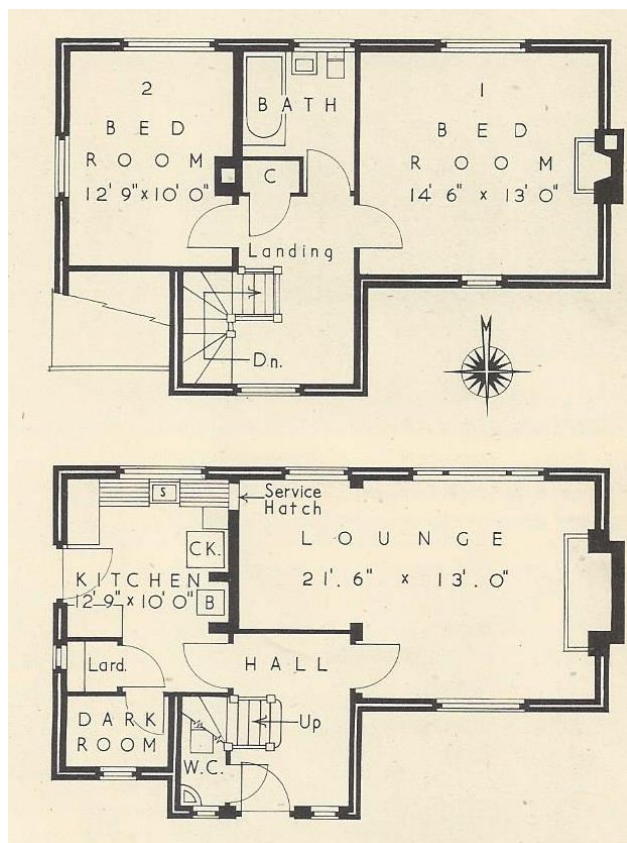 2
BED
ROOM
12' 9" x 10' 0"
BATH
C
1
BED
ROOM
14' 6" x 13' 0"
Landing
Dn.
N
S
Service
Hatch
CK.
LOUNGE
21'. 6" x 13'. 0"
KITCHEN
12' 9" x 10' 0"
B
Lard.
HALL
DARK
ROOM
Up
W.C.